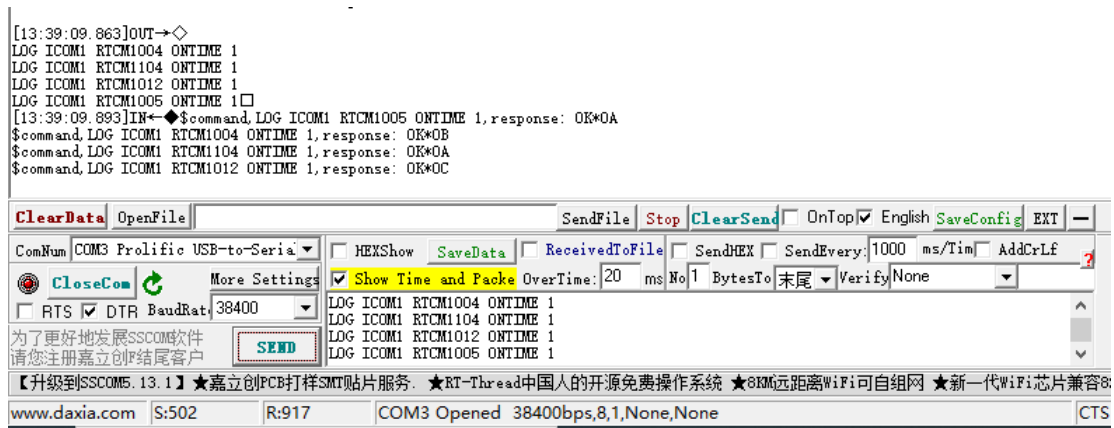 [13:39:09.863]OUT→◇
LOG ICOM1 RTCM1004 ONTIME 1
LOG ICOM1 RTCM1104 ONTIME 1
LOG ICOM1 RTCM1012 ONTIME 1
LOG ICOM1 RTCM1005 ONTIME 1□
[13:39:09.893]IN←◆$command,LOG ICOM1 RTCM1005 ONTIME 1,response: OK*0A
$command,LOG ICOM1 RTCM1004 ONTIME 1,response: OK*0B
$command,LOG ICOM1 RTCM1104 ONTIME 1,response: OK*0A
$command,LOG ICOM1 RTCM1012 ONTIME 1,response: OK*0C
ClearData OpenFile SendFile Stop ClearSend OnTop English SaveConfig EXT —
ComNum COM3 Prolific USB-to-Seria HEXShow SaveData ReceivedToFile SendHEX SendEvery: 1000 ms/Tim AddCrLf ?
CloseCom More Settings Show Time and Packe OverTime: 20 ms No 1 BytesTo 末尾 Verify None
RTS DTR BaudRat 38400
LOG ICOM1 RTCM1004 ONTIME 1
LOG ICOM1 RTCM1104 ONTIME 1
LOG ICOM1 RTCM1012 ONTIME 1
LOG ICOM1 RTCM1005 ONTIME 1
为了更好地发展SSCOM软件
请您注册嘉立创F结尾客户
SEND
【升级到SSCOM5.13.1】★嘉立创PCB打样SMT贴片服务. ★RT-Thread中国人的开源免费操作系统 ★8KM远距离WiFi可自组网 ★新一代WiFi芯片兼容8
www.daxia.com S:502 R:917 COM3 Opened 38400bps,8,1,None,None CTS